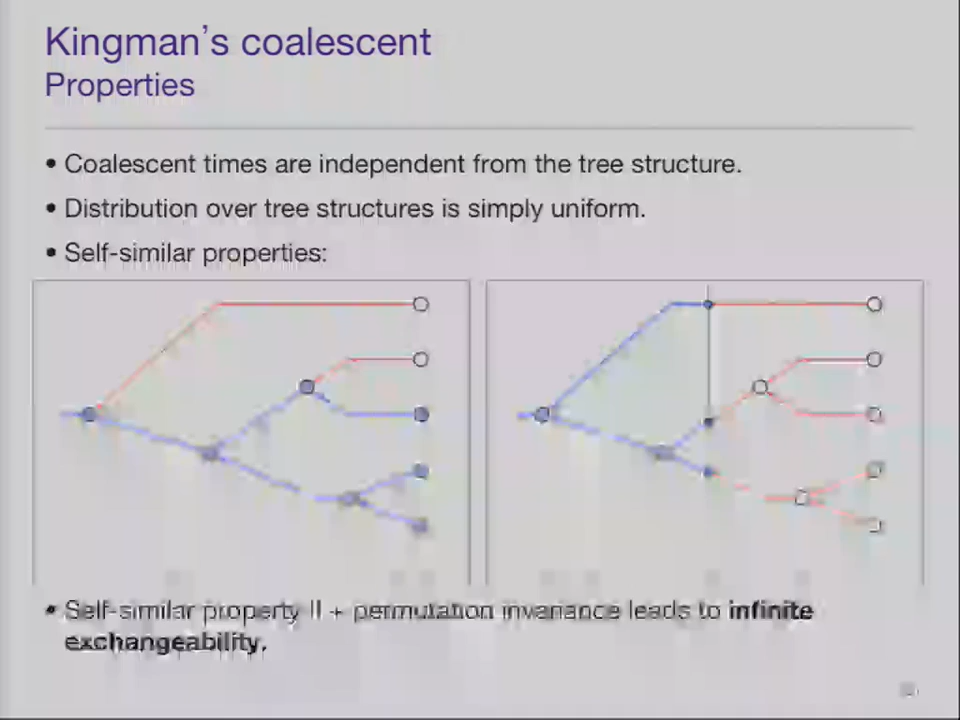 Kingman's coalescent
Properties
• Coalescent times are independent from the tree structure.
• Distribution over tree structures is simply uniform.
• Self-similar properties:
• Self-similar property II + permutation invariance leads to infinite
exchangeability.